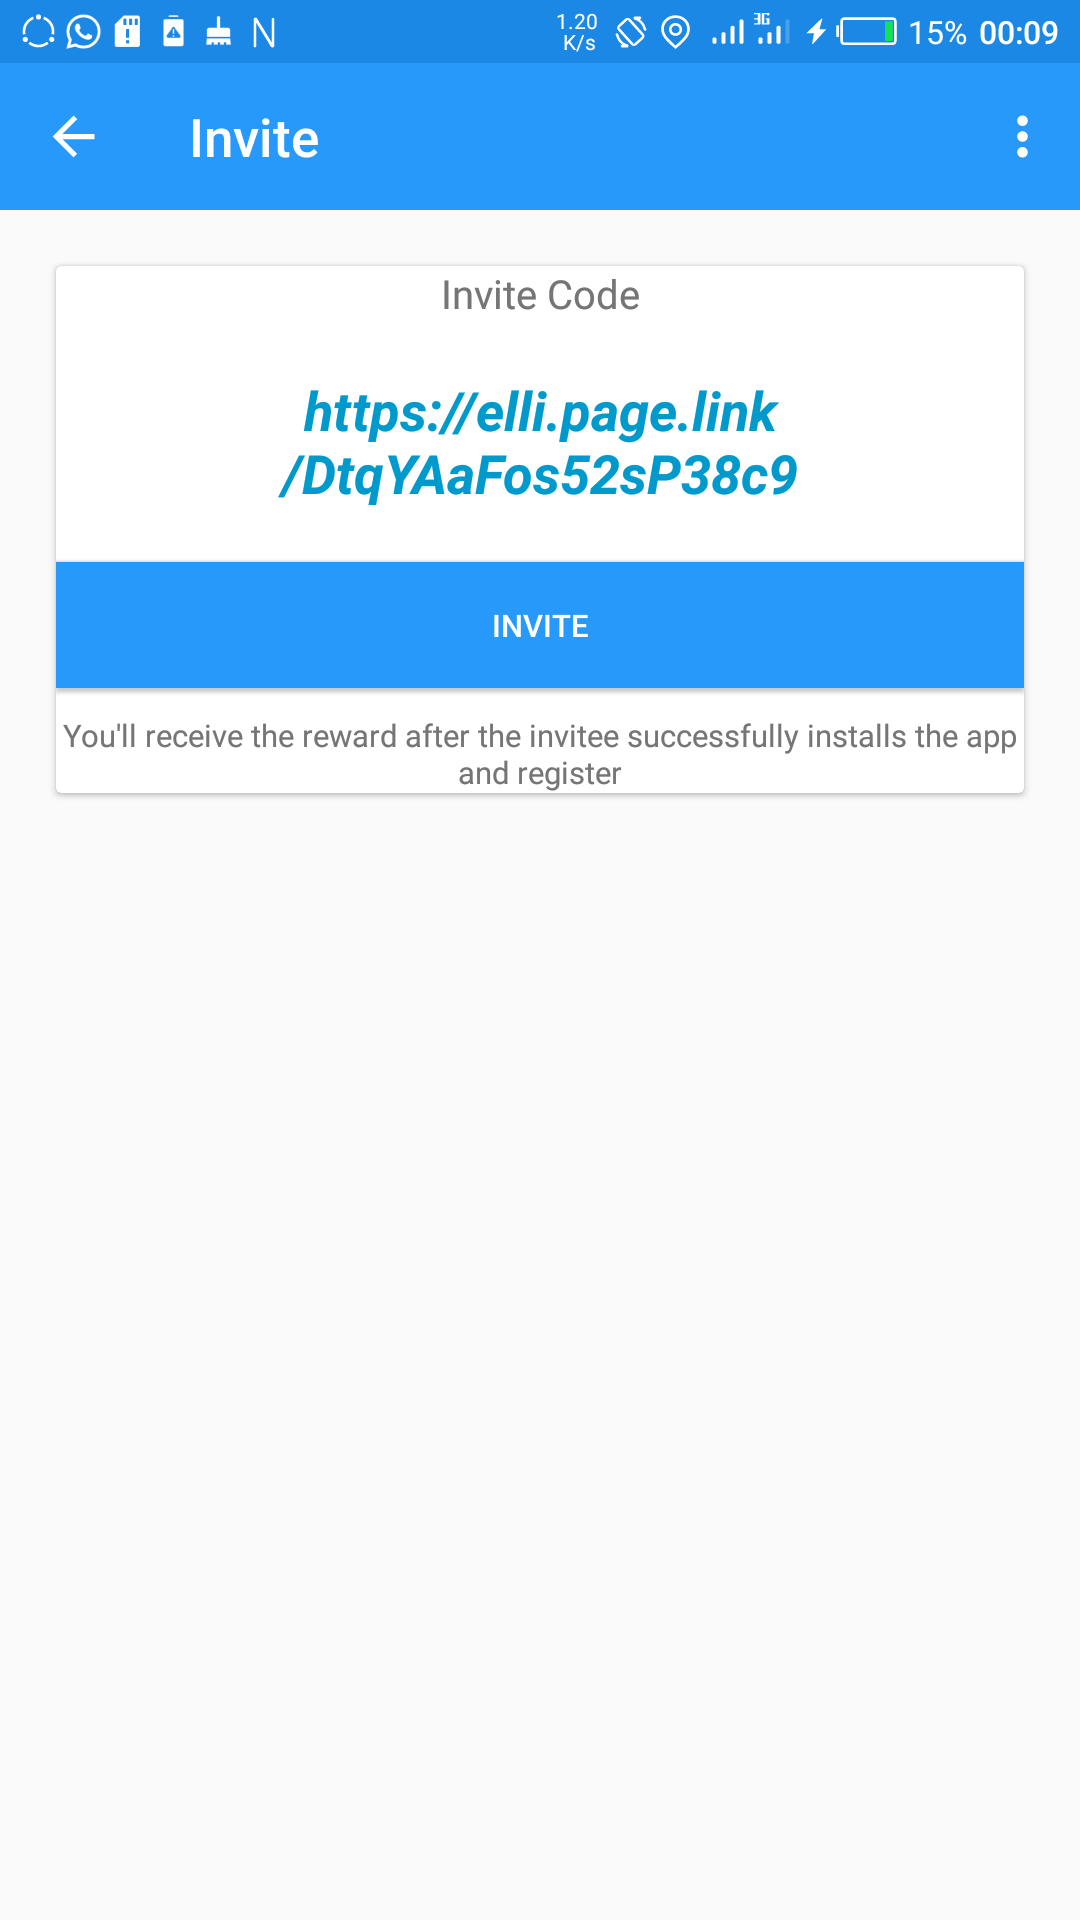 1.20
K/s
3G
15% 00:09
Invite
Invite Code
https://elli.page.link
/DtqYAaFos52sP38c9
INVITE
You'll receive the reward after the invitee successfully installs the app
and register